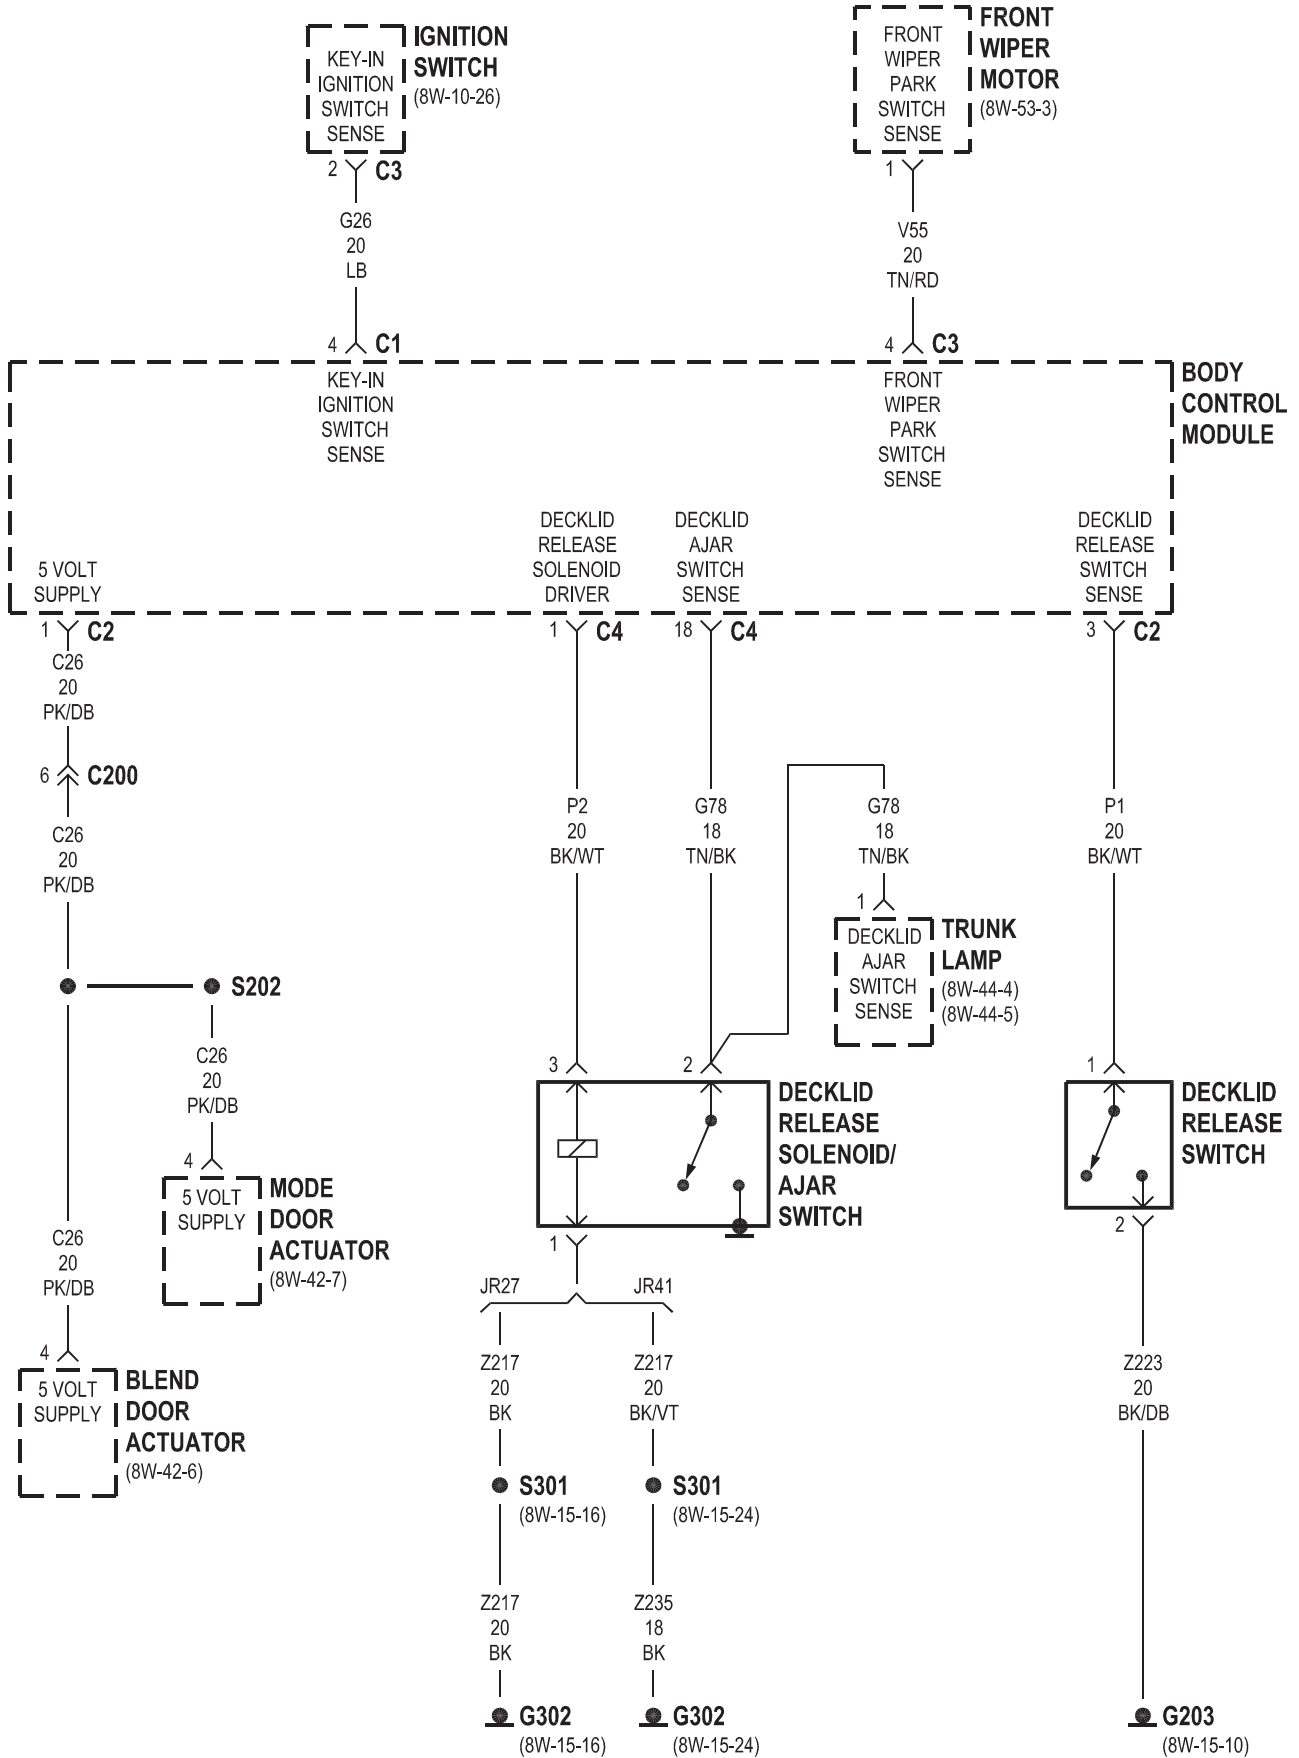 IGNITION
SWITCH
(8W-10-26)
KEY-IN
IGNITION
SWITCH
SENSE
2
C3
G26
20
LB
4
C1
FRONT
WIPER
MOTOR
(8W-53-3)
FRONT
WIPER
PARK
SWITCH
SENSE
1
V55
20
TN/RD
4
C3
BODY
CONTROL
MODULE
KEY-IN
IGNITION
SWITCH
SENSE
FRONT
WIPER
PARK
SWITCH
SENSE
5 VOLT
SUPPLY
DECKLID
RELEASE
SOLENOID
DRIVER
DECKLID
AJAR
SWITCH
SENSE
DECKLID
RELEASE
SWITCH
SENSE
1
C2
C26
20
PK/DB
6
C200
C26
20
PK/DB
S202
C26
20
PK/DB
4
5 VOLT
SUPPLY
MODE
DOOR
ACTUATOR
(8W-42-7)
C26
20
PK/DB
4
5 VOLT
SUPPLY
BLEND
DOOR
ACTUATOR
(8W-42-6)
1
C4
P2
20
BK/WT
3
18
C4
G78
18
TN/BK
2
G78
18
TN/BK
1
DECKLID
AJAR
SWITCH
SENSE
TRUNK
LAMP
(8W-44-4)
(8W-44-5)
DECKLID
RELEASE
SOLENOID/
AJAR
SWITCH
1
JR27
JR41
Z217
20
BK
S301
(8W-15-16)
Z217
20
BK
G302
(8W-15-16)
Z217
20
BK/VT
S301
(8W-15-24)
Z235
18
BK
G302
(8W-15-24)
3
C2
P1
20
BK/WT
1
DECKLID
RELEASE
SWITCH
2
Z223
20
BK/DB
G203
(8W-15-10)